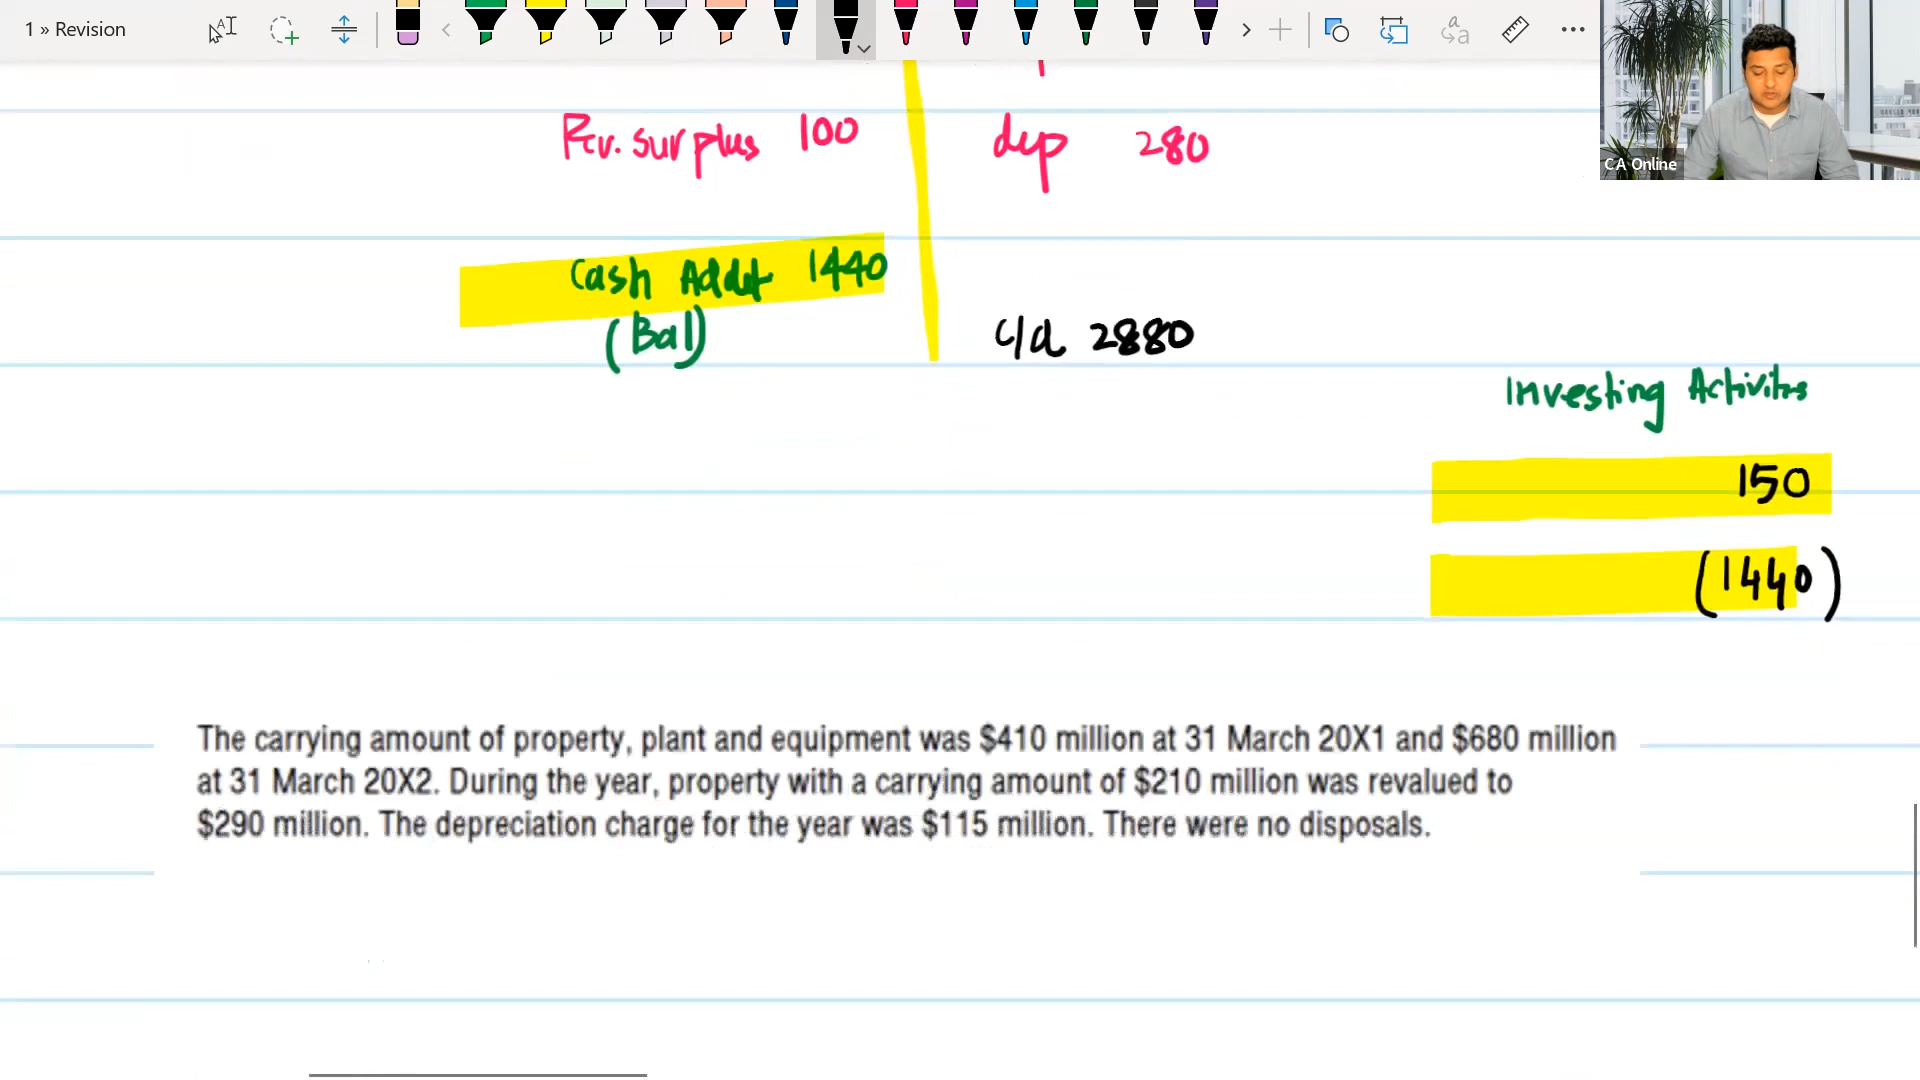 1 » Revision
C A Online
Rev. surplus 100
dep 280
Cash Addt 1440
(Bal)
c/d 2880
Investing Activities
150
(1440)
The carrying amount of property, plant and equipment was $410 million at 31 March 20X1 and $680 million
at 31 March 20X2. During the year, property with a carrying amount of $210 million was revalued to
$290 million. The depreciation charge for the year was $115 million. There were no disposals.